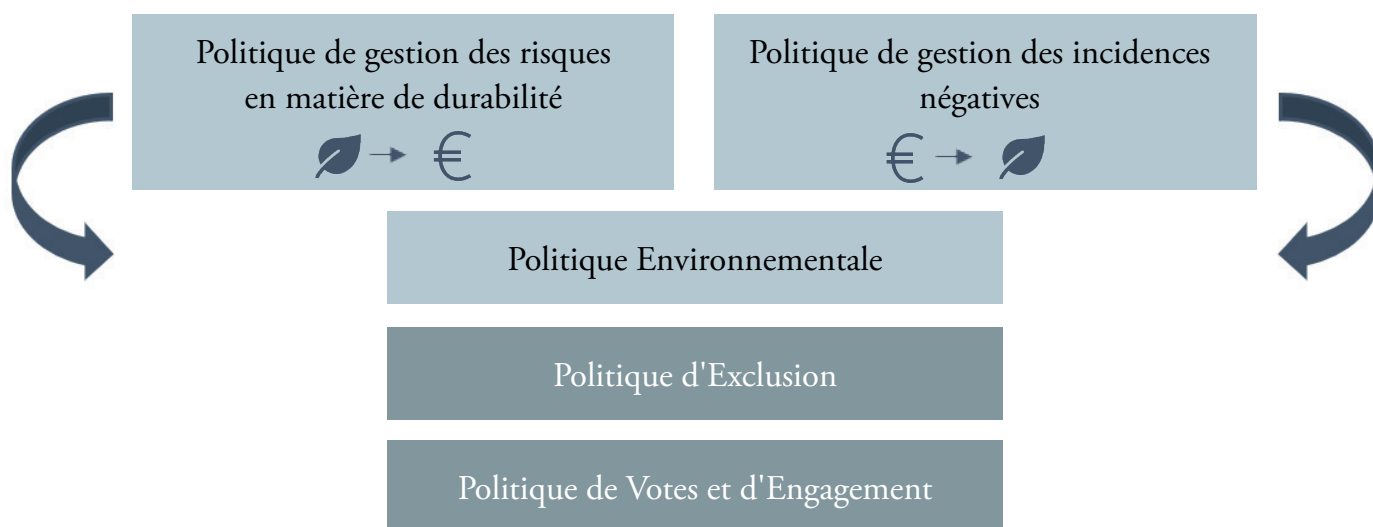 Politique de gestion des risques
en matière de durabilité
€
Politique de gestion des incidences
négatives
€
Politique Environnementale
Politique d'Exclusion
Politique de Votes et d'Engagement